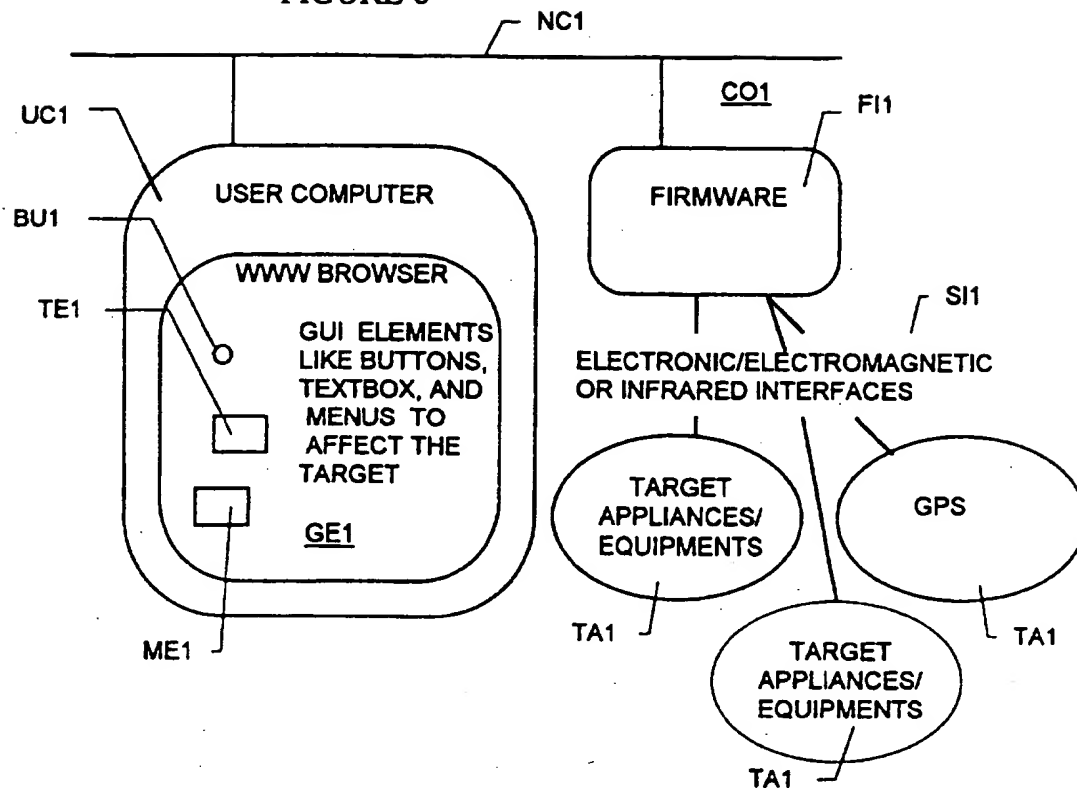 NC1
CO1
FI1
UC1
USER COMPUTER
FIRMWARE
BU1
WWW BROWSER
TE1
SI1
GUI ELEMENTS
LIKE BUTTONS,
TEXTBOX, AND
MENUS TO
AFFECT THE
TARGET
ELECTRONIC/ELECTROMAGNETIC
OR INFRARED INTERFACES
GE1
TARGET
APPLIANCES/
EQUIPMENTS
GPS
ME1
TA1
TA1
TARGET
APPLIANCES/
EQUIPMENTS
TA1